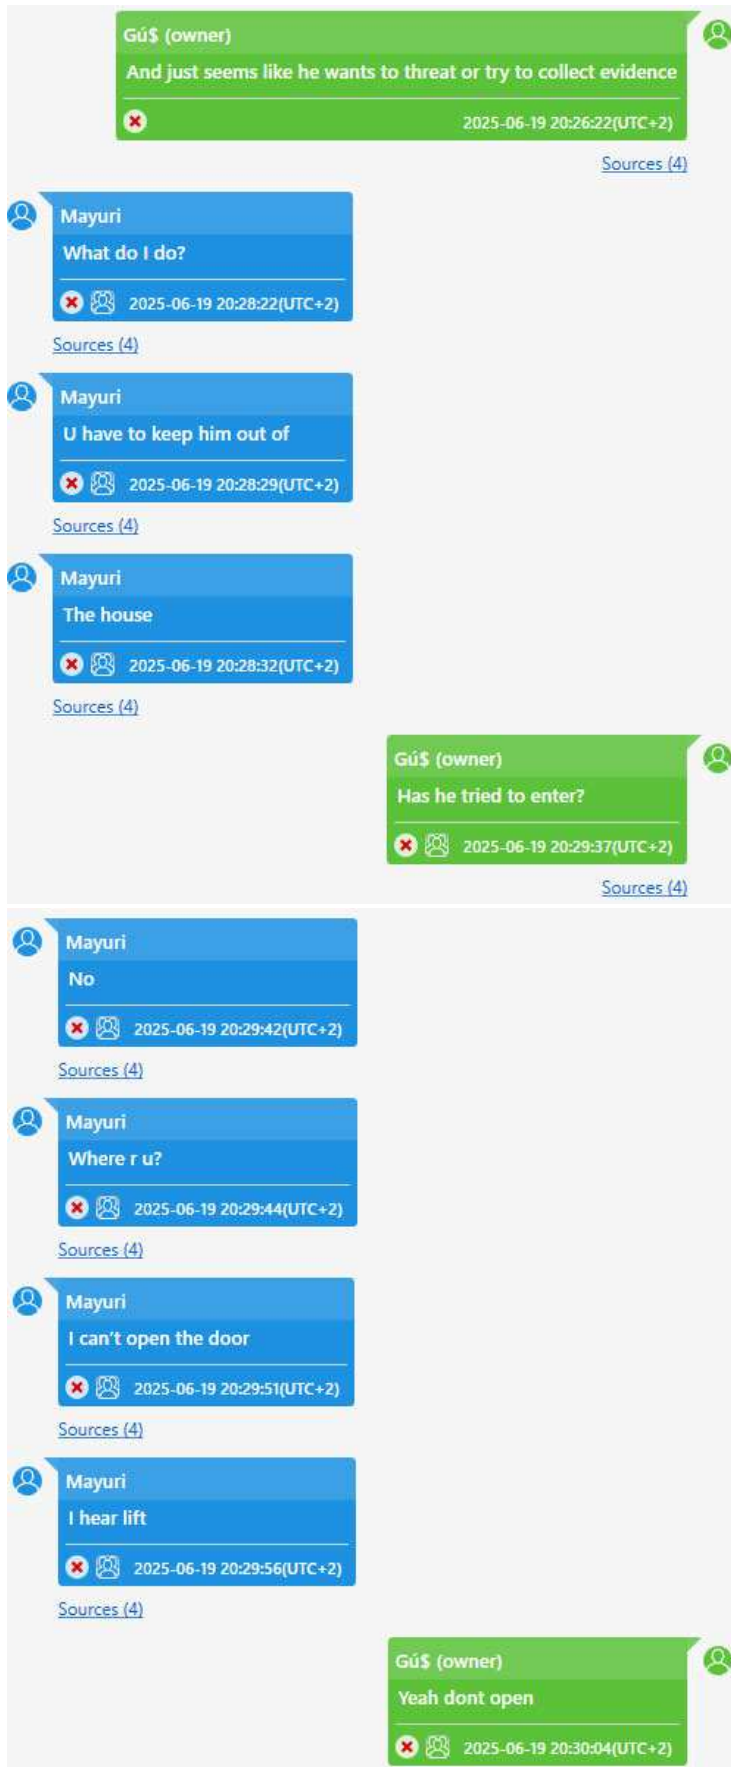 Gú$ (owner)
And just seems like he wants to threat or try to collect evidence
2025-06-19 20:26:22(UTC+2)
Sources (4)
Mayuri
What do I do?
2025-06-19 20:28:22(UTC+2)
Sources (4)
Mayuri
U have to keep him out of
2025-06-19 20:28:29(UTC+2)
Sources (4)
Mayuri
The house
2025-06-19 20:28:32(UTC+2)
Sources (4)
Gú$ (owner)
Has he tried to enter?
2025-06-19 20:29:37(UTC+2)
Sources (4)
Mayuri
No
2025-06-19 20:29:42(UTC+2)
Sources (4)
Mayuri
Where r u?
2025-06-19 20:29:44(UTC+2)
Sources (4)
Mayuri
I can't open the door
2025-06-19 20:29:51(UTC+2)
Sources (4)
Mayuri
I hear lift
2025-06-19 20:29:56(UTC+2)
Sources (4)
Gú$ (owner)
Yeah dont open
2025-06-19 20:30:04(UTC+2)